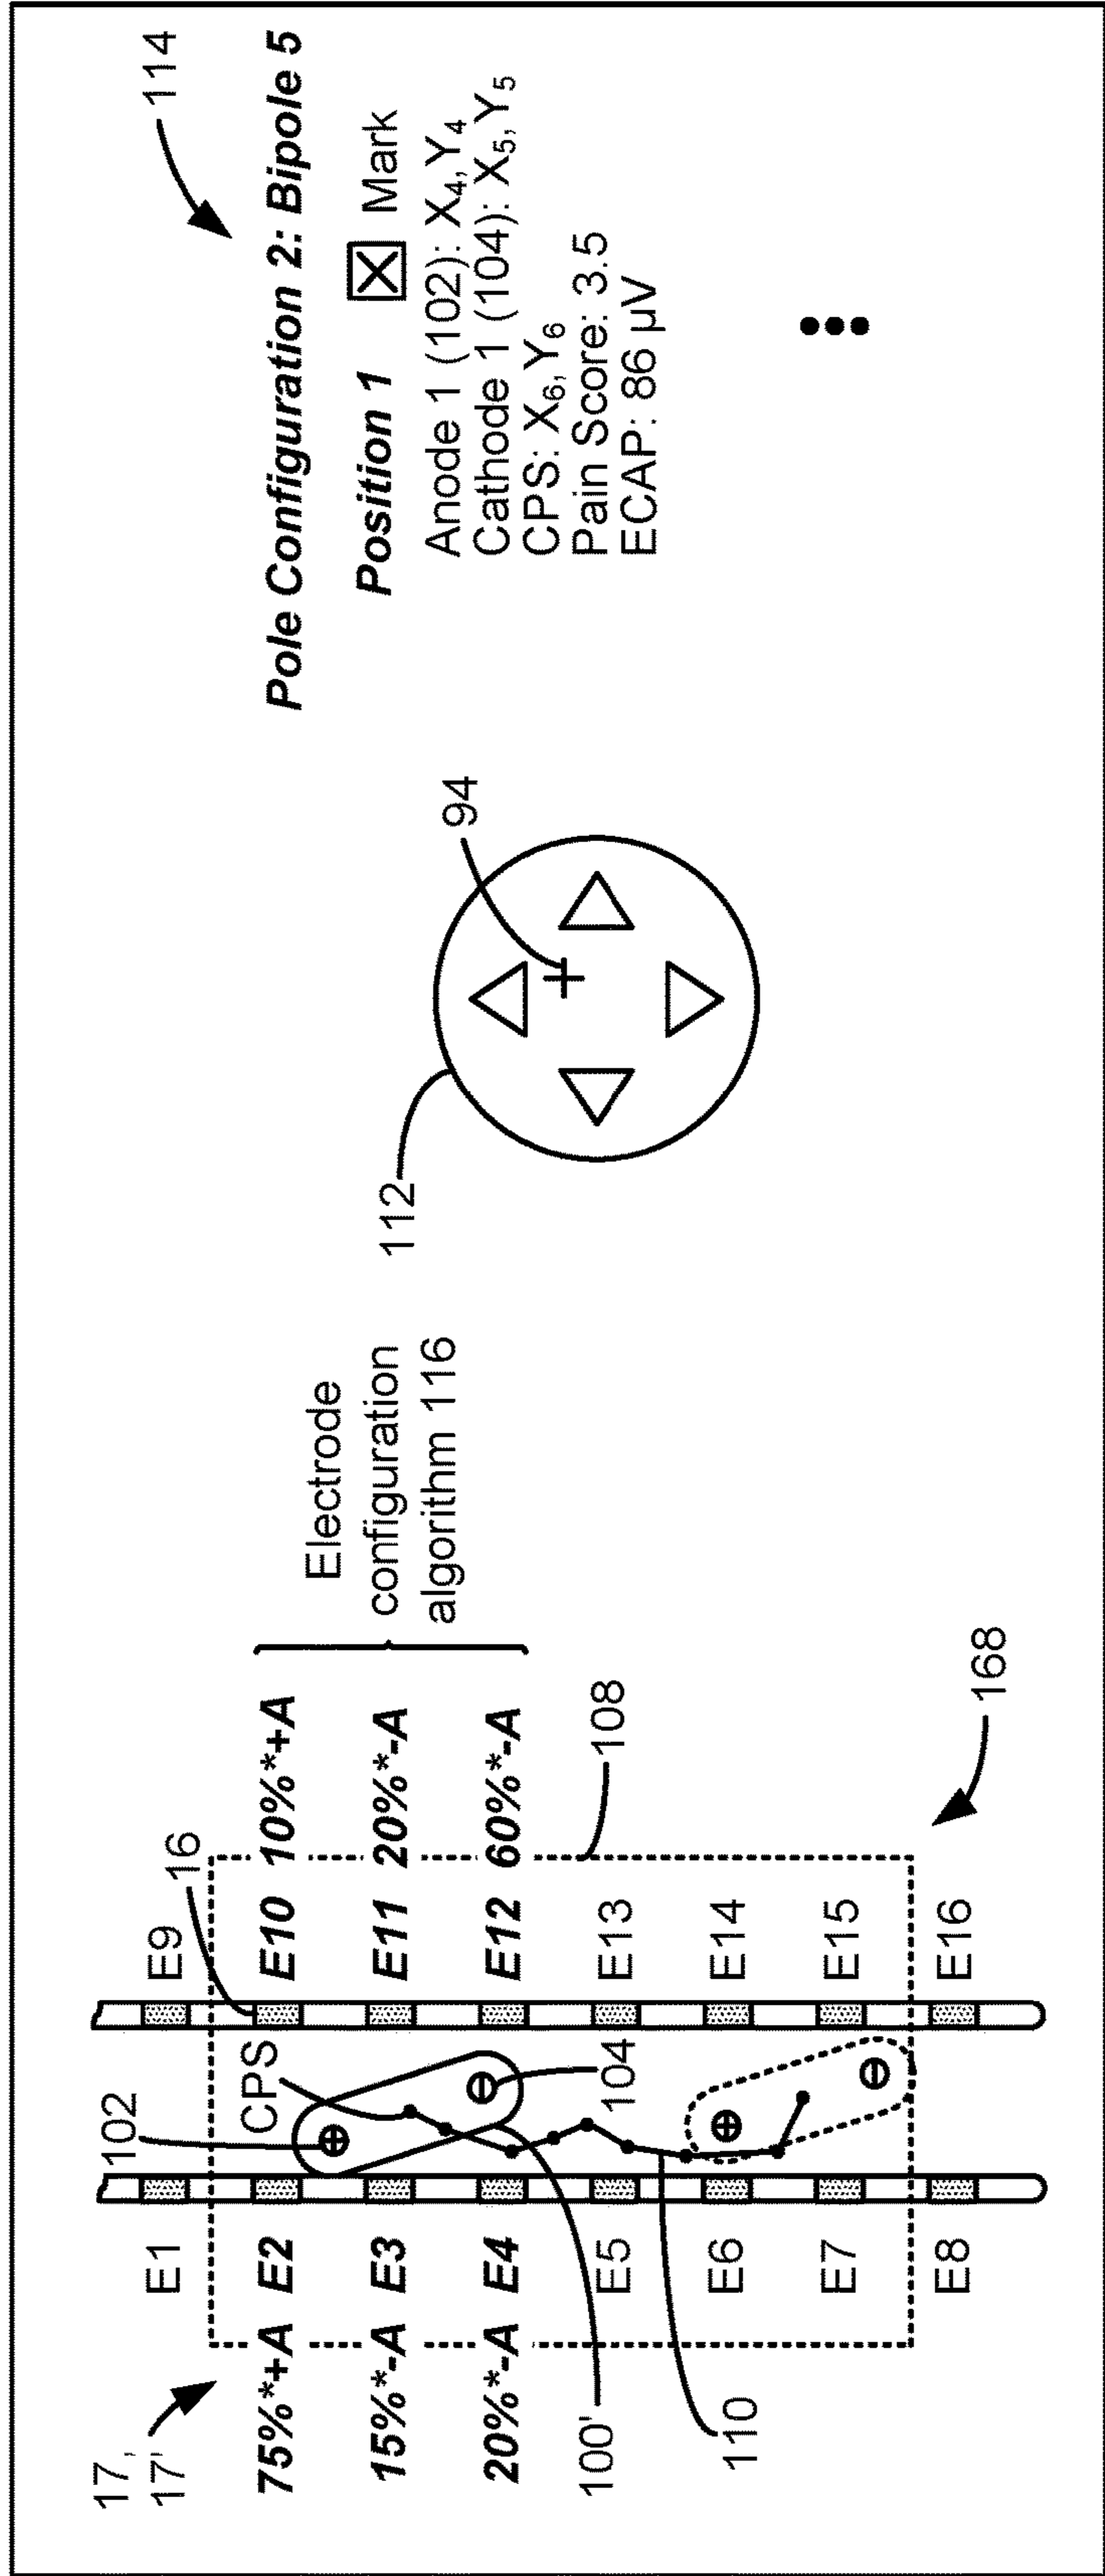 17,
17'
102
E1
E9
16
75%*+A E2
CPS
E10 10%*+A
15%*-A E3
E11 20%*-A
20%*-A E4
E12 60%*-A
Electrode
configuration
algorithm 116
100'
E5
104
E13
108
E6
E14
110
E7
E15
168
E8
E16
112
94
114
Pole Configuration 2: Bipole 5
Position 1 Mark
Anode 1 (102): X4,Y4
Cathode 1 (104): X5,Y5
CPS: X6,Y6
Pain Score: 3.5
ECAP: 86 µV